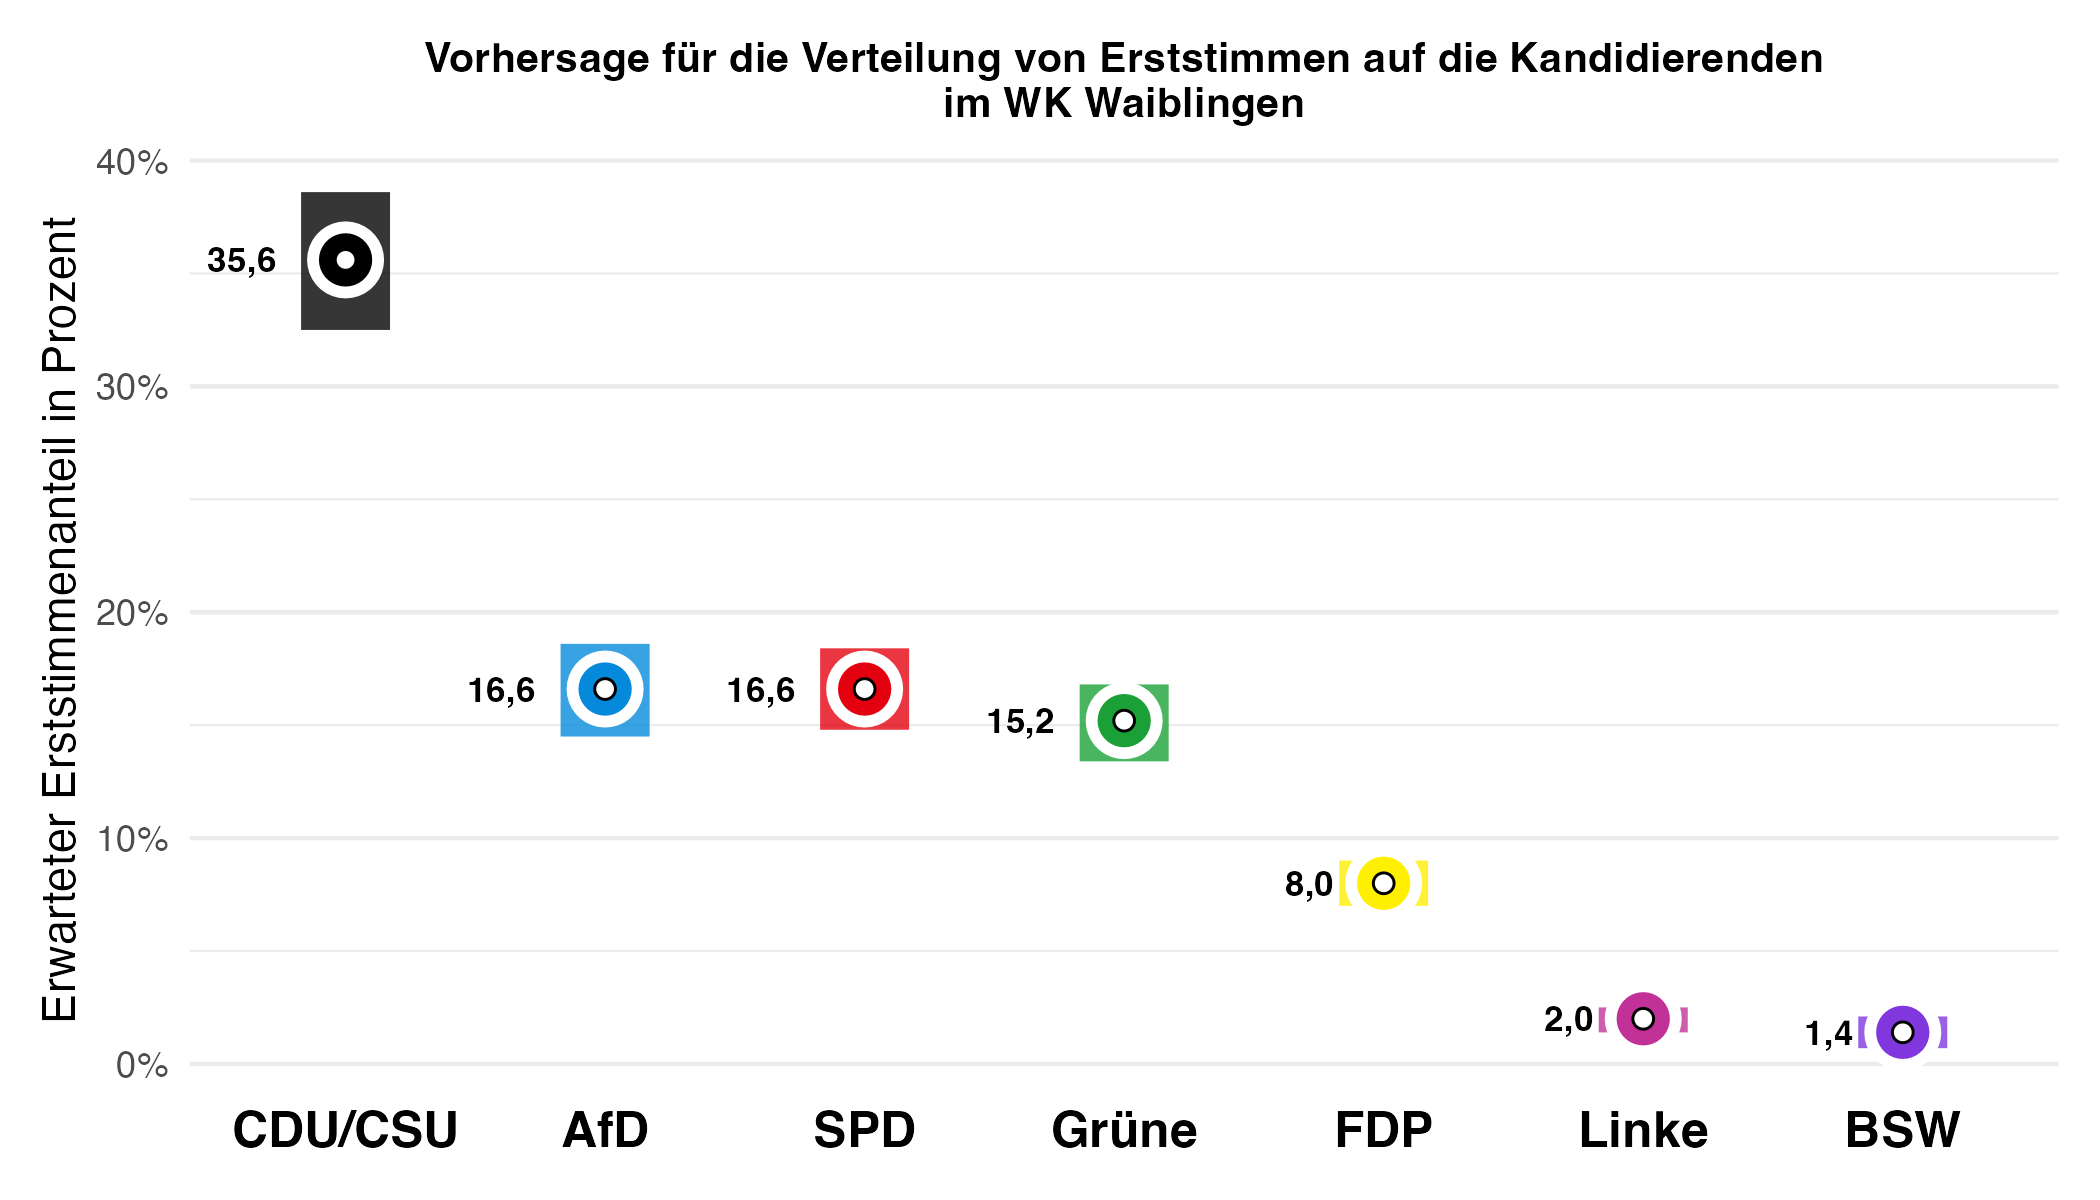 Vorhersage für die Verteilung von Erststimmen auf die Kandidierenden
im WK Waiblingen
Erwarteter Erststimmenanteil in Prozent
40%
30%
20%
10%
0%
35,6
16,6
16,6
15,2
8,0
2,0
1,4
CDU/CSU
AfD
SPD
Grüne
FDP
Linke
BSW